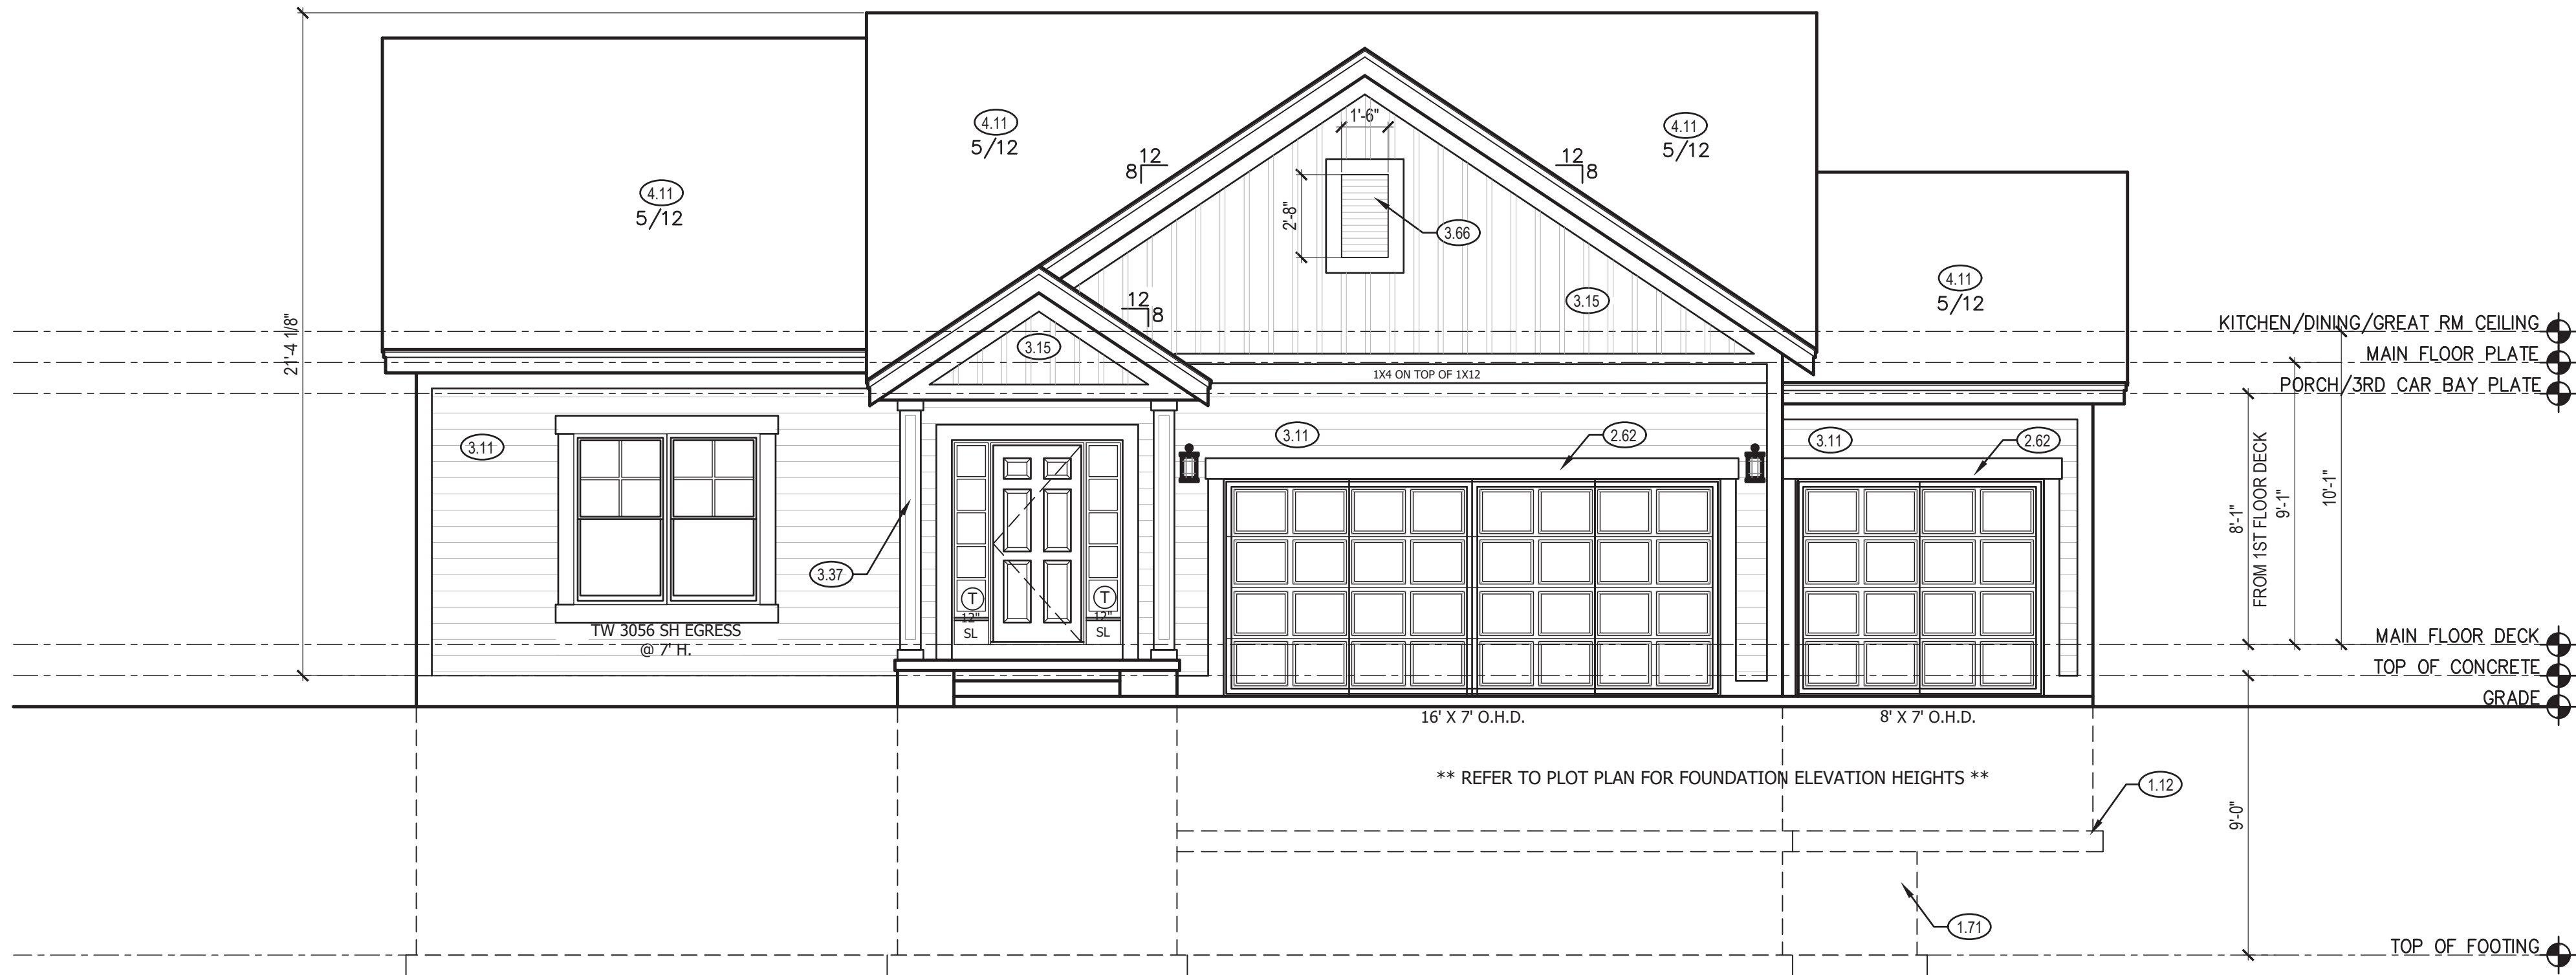 4.11
5/12
4.11
5/12
4.11
5/12
4.11
5/12
12
8
12
8
12
8
1'-6"
2'-8"
3.66
3.15
3.15
21'-4 1/8"
KITCHEN/DINING/GREAT RM CEILING
MAIN FLOOR PLATE
PORCH/3RD CAR BAY PLATE
1X4 ON TOP OF 1X12
3.11
3.11
2.62
3.11
2.62
3.37
T
12"
SL
T
12"
SL
TW 3056 SH EGRESS
@ 7' H.
8'-1"
FROM 1ST FLOOR DECK
9'-1"
10'-1"
MAIN FLOOR DECK
TOP OF CONCRETE
GRADE
16' X 7' O.H.D.
8' X 7' O.H.D.
** REFER TO PLOT PLAN FOR FOUNDATION ELEVATION HEIGHTS **
1.12
9'-0"
1.71
TOP OF FOOTING